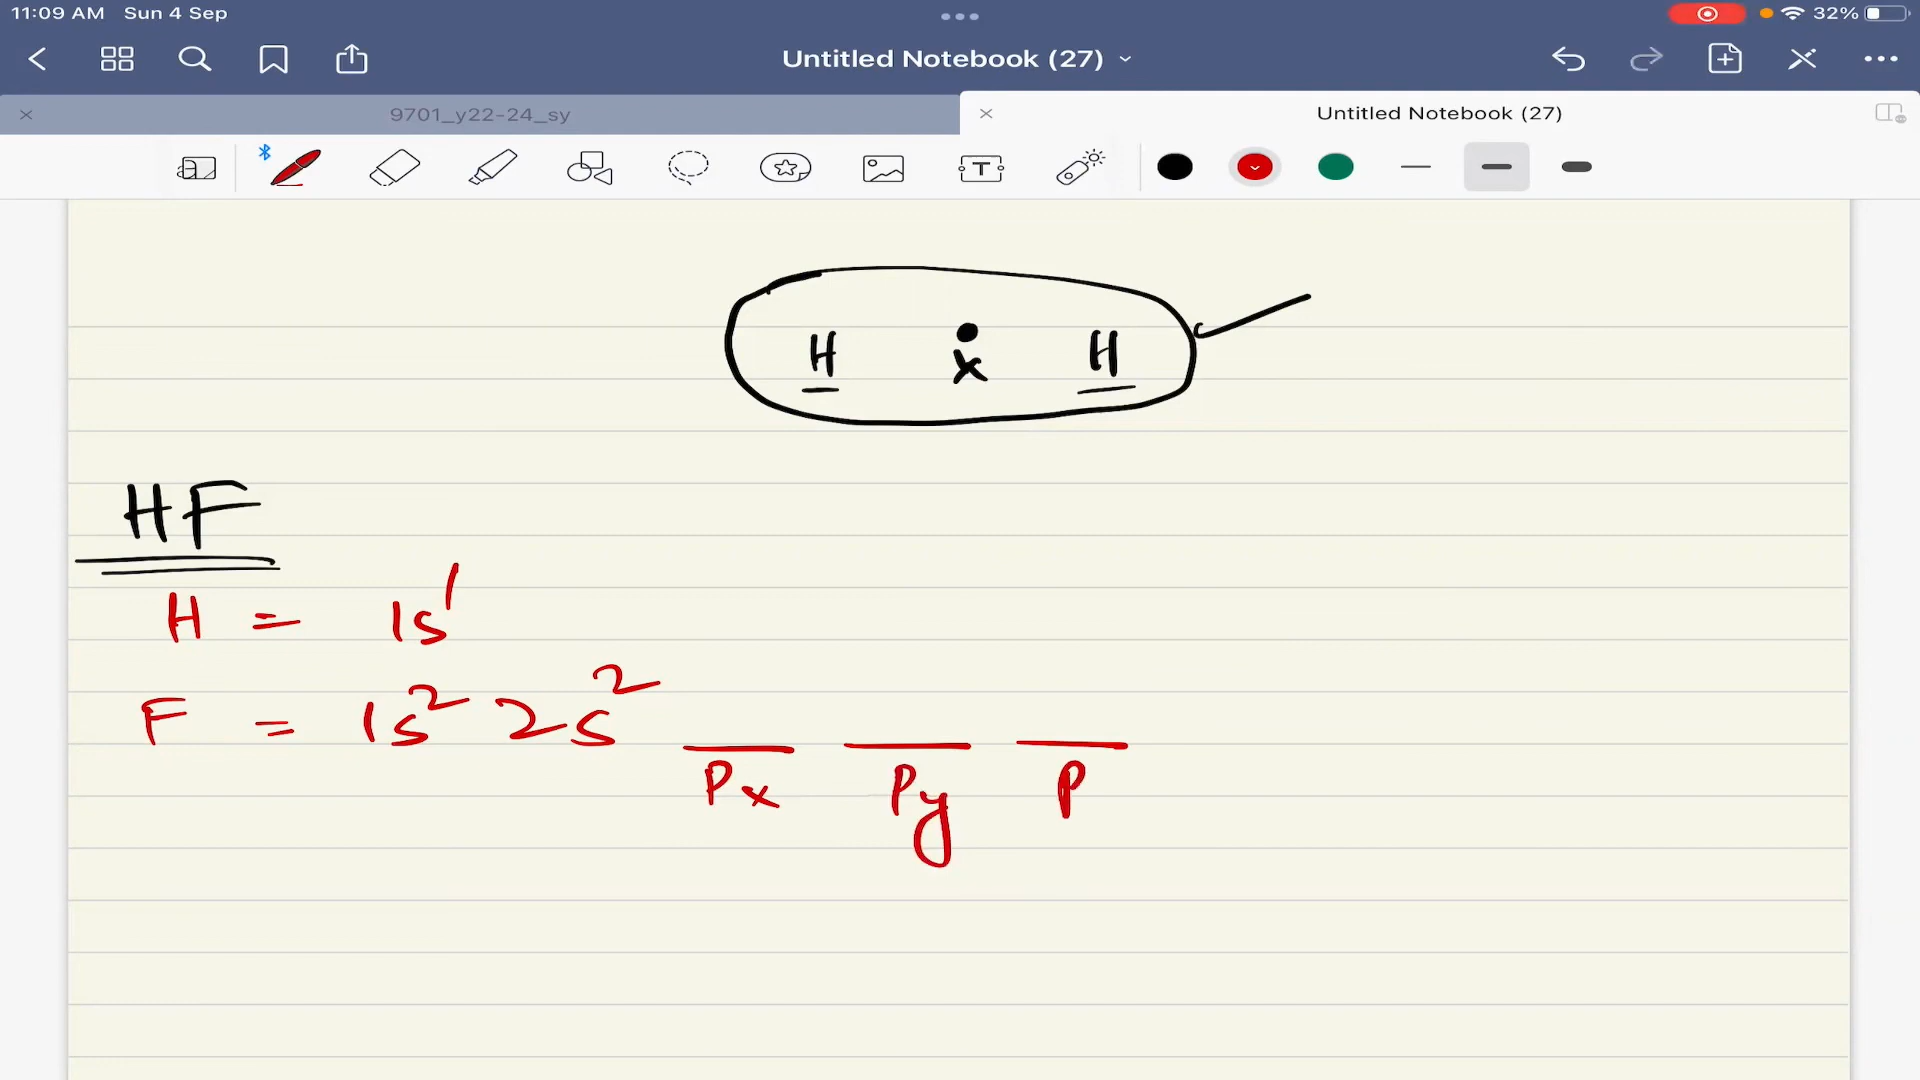 11:09 AM Sun 4 Sep 32%
Untitled Notebook (27)
9701_y22-24_sy Untitled Notebook (27)
H • x H
HF
H = 1s¹
F = 1s² 2s²
Px Py P